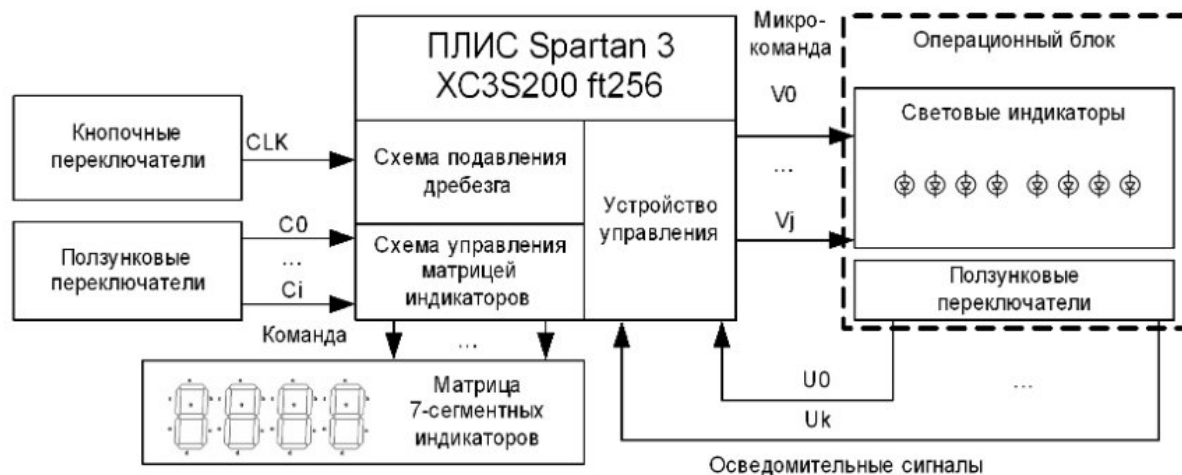 ПЛИС Spartan 3
XC3S200 ft256
Кнопочные
переключатели
CLK
Ползунковые
переключатели
C0
...
Ci
Команда
Схема подавления
дребезга
Схема управления
матрицей
индикаторов
Устройство
управления
Микро-
команда
V0
...
Vj
Операционный блок
Световые индикаторы
Ползунковые
переключатели
...
Матрица
7-сегментных
индикаторов
U0
...
Uk
Осведомительные сигналы